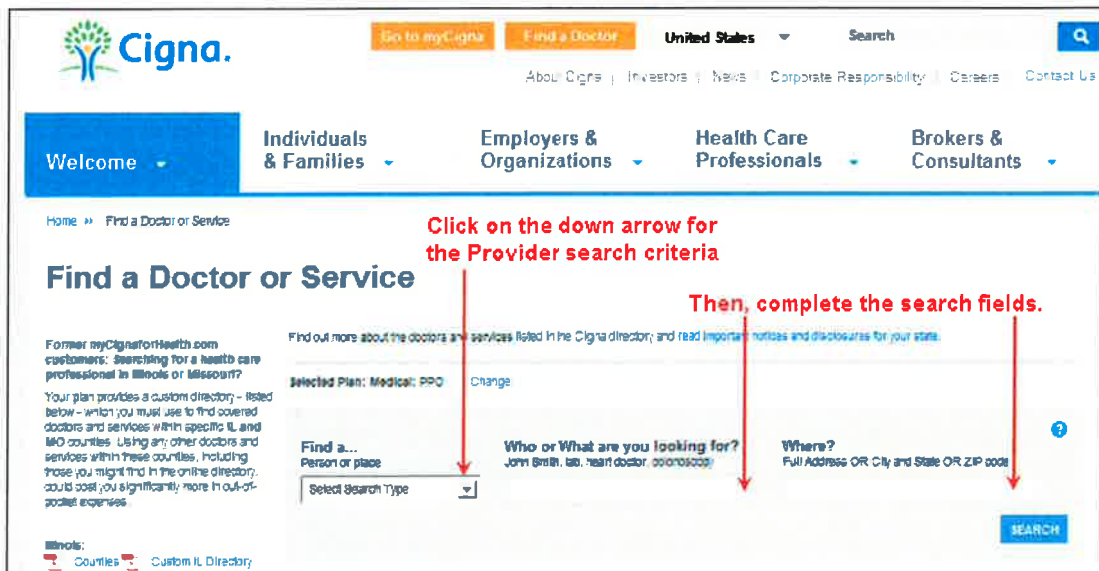 Cigna.
Go to myCigna
Find a Doctor
United States
Search
About Cigna | Investors | News | Corporate Responsibility | Careers | Contact Us
Welcome
Individuals
& Families
Employers &
Organizations
Health Care
Professionals
Brokers &
Consultants
Home » Find a Doctor or Service
Click on the down arrow for
the Provider search criteria
Find a Doctor or Service
Then, complete the search fields.
Former myCignaforHealth.com
customers: Searching for a health care
professional in Illinois or Missouri?
Your plan provides a custom directory – listed
below – which you must use to find covered
doctors and services within specific IL and
MO counties. Using any other doctors and
services within these counties, including
those you might find in the online directory,
could cost you significantly more in out-of-
pocket expenses.
Illinois:
Counties Custom IL Directory
Find out more about the doctors and services listed in the Cigna directory and read important notices and disclosures for your state.
Selected Plan: Medical: PPO Change
Find a...
Person or place
Select Search Type
Who or What are you looking for?
John Smith, lab, heart doctor, colonoscopy
Where?
Full Address OR City and State OR ZIP code
?
SEARCH